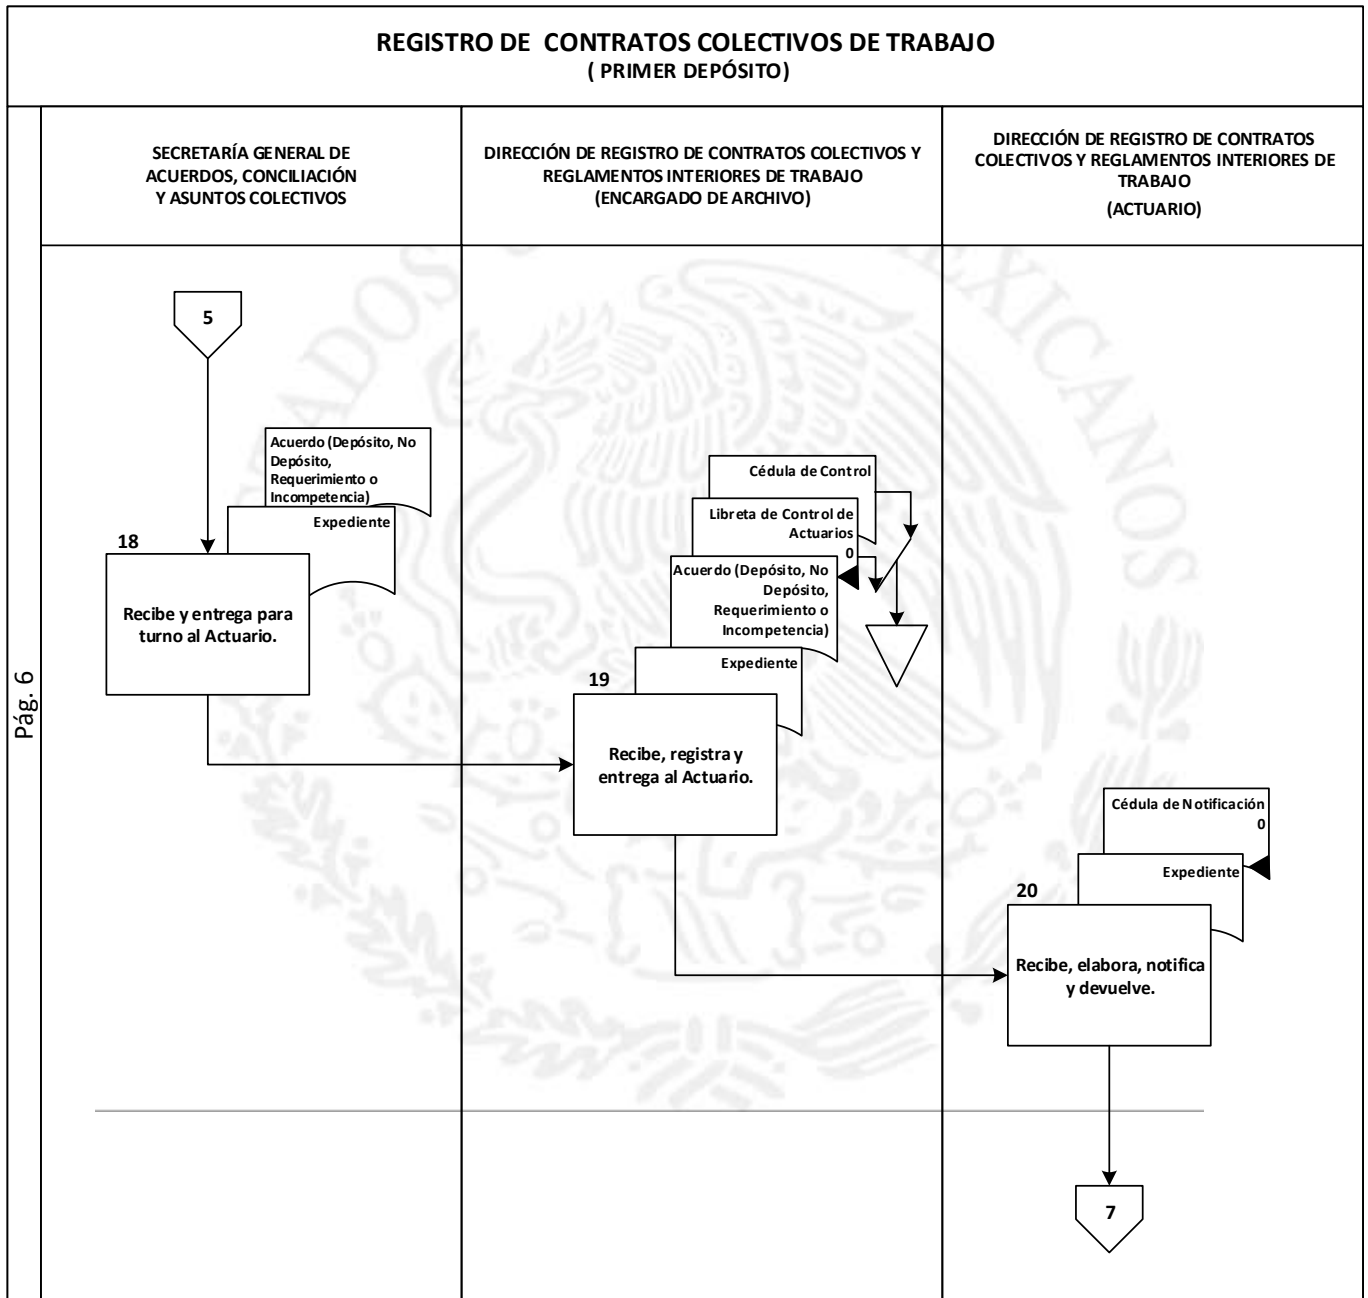 REGISTRO DE CONTRATOS COLECTIVOS DE TRABAJO
( PRIMER DEPÓSITO)
Pág. 6
SECRETARÍA GENERAL DE
ACUERDOS, CONCILIACIÓN
Y ASUNTOS COLECTIVOS
DIRECCIÓN DE REGISTRO DE CONTRATOS COLECTIVOS Y
REGLAMENTOS INTERIORES DE TRABAJO
(ENCARGADO DE ARCHIVO)
DIRECCIÓN DE REGISTRO DE CONTRATOS
COLECTIVOS Y REGLAMENTOS INTERIORES DE
TRABAJO
(ACTUARIO)
5
Acuerdo (Depósito, No
Depósito,
Requerimiento o
Incompetencia)
Expediente
18
Recibe y entrega para
turno al Actuario.
Cédula de Control
Libreta de Control de
Actuarios
0
Acuerdo (Depósito, No
Depósito,
Requerimiento o
Incompetencia)
Expediente
19
Recibe, registra y
entrega al Actuario.
Cédula de Notificación
0
Expediente
20
Recibe, elabora, notifica
y devuelve.
7
ESTADOS UNIDOS MEXICANOS